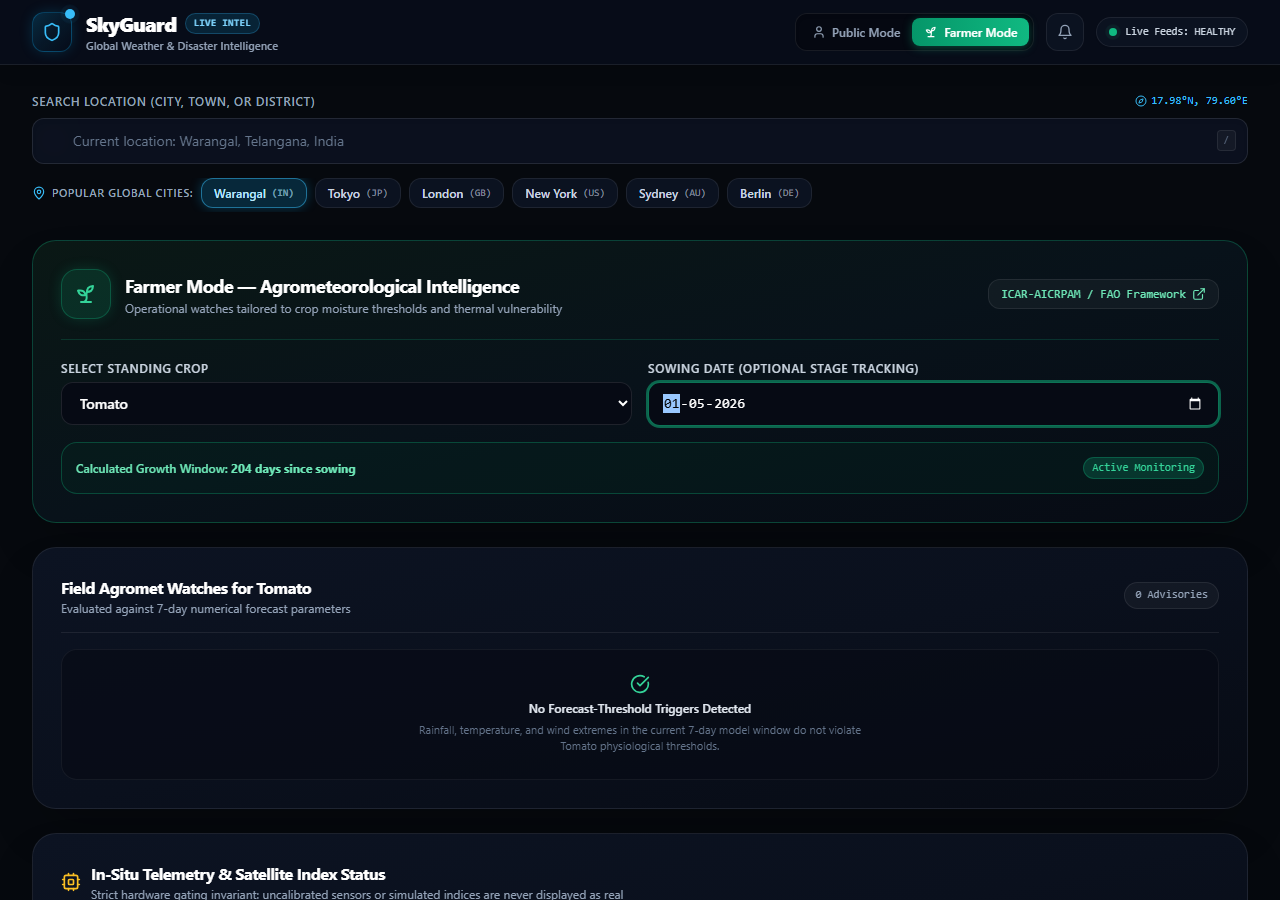 SkyGuard LIVE INTEL
Global Weather & Disaster Intelligence
Public Mode
Farmer Mode
Live Feeds: HEALTHY
SEARCH LOCATION (CITY, TOWN, OR DISTRICT)
17.98°N, 79.60°E
Current location: Warangal, Telangana, India
/
POPULAR GLOBAL CITIES: Warangal (IN) Tokyo (JP) London (GB) New York (US) Sydney (AU) Berlin (DE)
Farmer Mode — Agrometeorological Intelligence
Operational watches tailored to crop moisture thresholds and thermal vulnerability
ICAR-AICRPAM / FAO Framework
SELECT STANDING CROP
Tomato
SOWING DATE (OPTIONAL STAGE TRACKING)
01-05-2026
Calculated Growth Window: 204 days since sowing
Active Monitoring
Field Agromet Watches for Tomato
Evaluated against 7-day numerical forecast parameters
0 Advisories
No Forecast-Threshold Triggers Detected
Rainfall, temperature, and wind extremes in the current 7-day model window do not violate
Tomato physiological thresholds.
In-Situ Telemetry & Satellite Index Status
Strict hardware gating invariant: uncalibrated sensors or simulated indices are never displayed as real